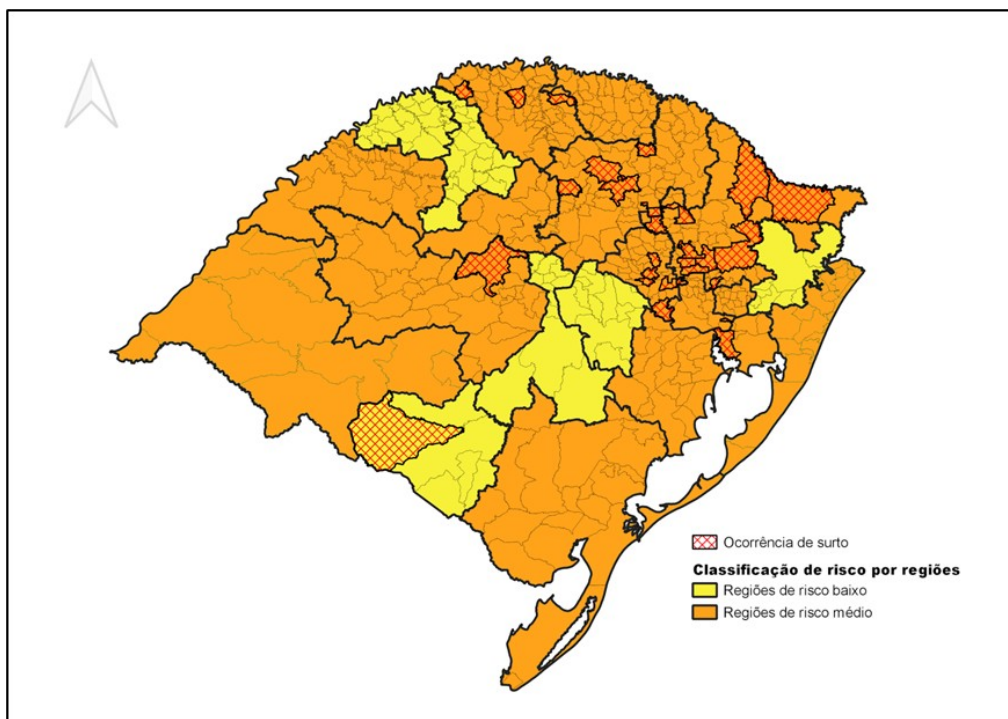 Ocorrência de surto
Classificação de risco por regiões
Regiões de risco baixo
Regiões de risco médio